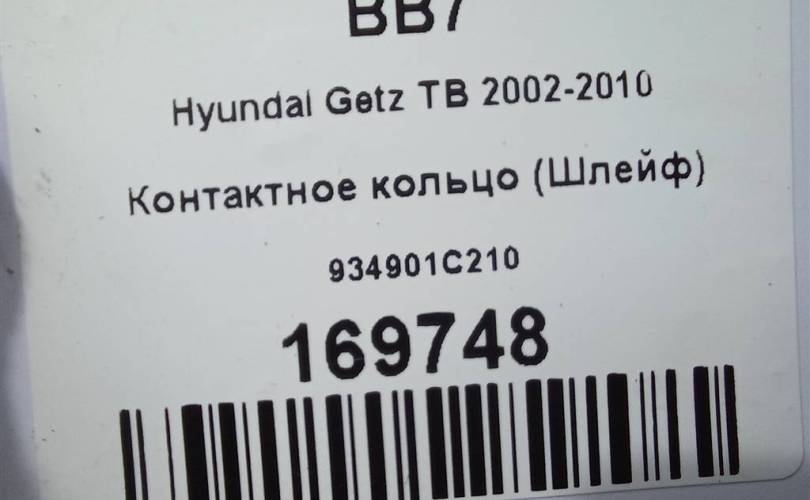 BB7
Hyundai Getz TB 2002-2010
Контактное кольцо (Шлейф)
934901C210
169748